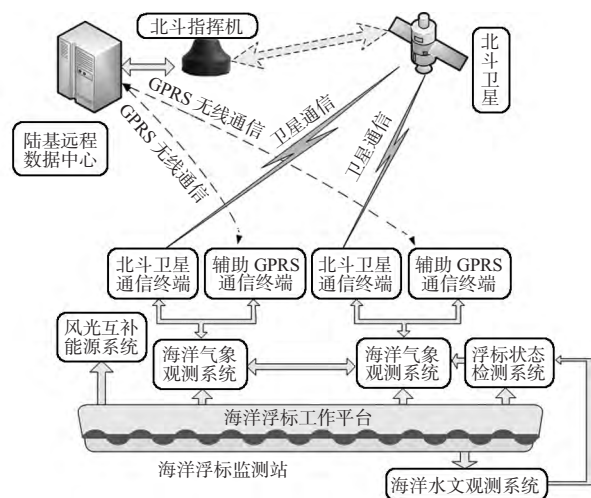 北斗指挥机
北斗
卫星
GPRS 无线通信
GPRS 无线通信
卫星通信
卫星通信
陆基远程
数据中心
北斗卫星
通信终端
辅助 GPRS
通信终端
北斗卫星
通信终端
辅助 GPRS
通信终端
风光互补
能源系统
海洋气象
观测系统
海洋气象
观测系统
浮标状态
检测系统
海洋浮标工作平台
海洋浮标监测站
海洋水文观测系统